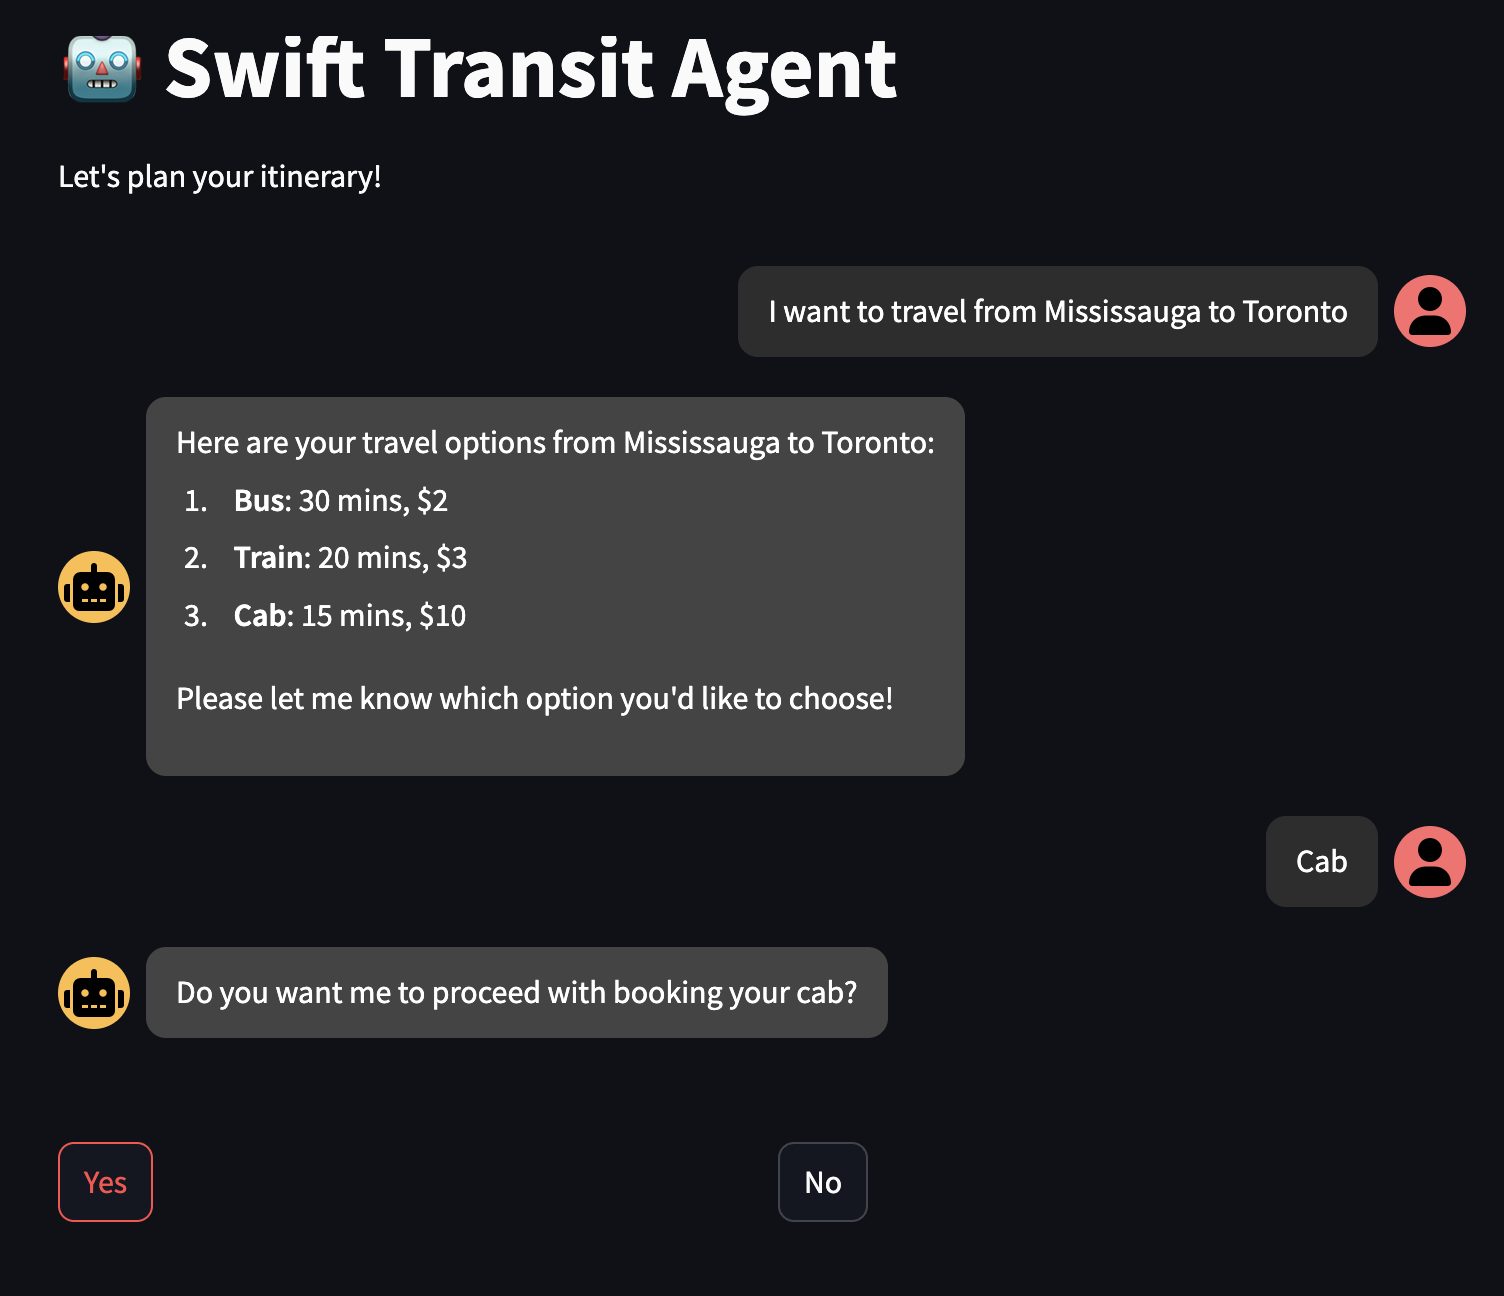 Swift Transit Agent
Let's plan your itinerary!
I want to travel from Mississauga to Toronto
Here are your travel options from Mississauga to Toronto:
1. Bus: 30 mins, $2
2. Train: 20 mins, $3
3. Cab: 15 mins, $10
Please let me know which option you'd like to choose!
Cab
Do you want me to proceed with booking your cab?
Yes
No